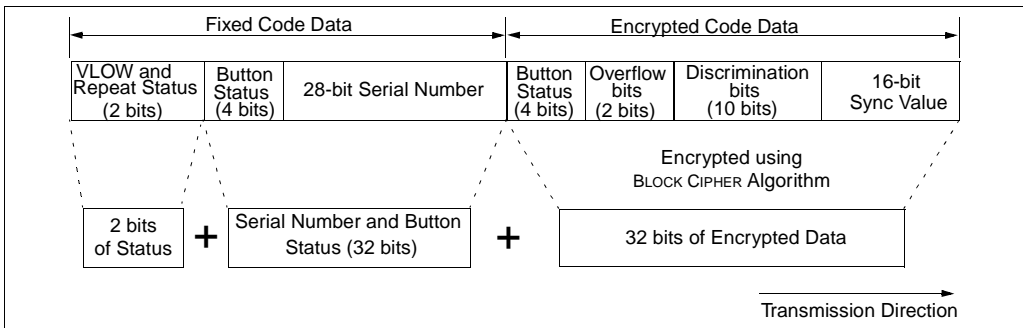 Fixed Code Data
Encrypted Code Data
VLOW and
Repeat Status
(2 bits)
Button
Status
(4 bits)
28-bit Serial Number
Button
Status
(4 bits)
Overflow
bits
(2 bits)
Discrimination
bits
(10 bits)
16-bit
Sync Value
Encrypted using
BLOCK CIPHER Algorithm
2 bits
of Status
+
Serial Number and Button
Status (32 bits)
+
32 bits of Encrypted Data
Transmission Direction